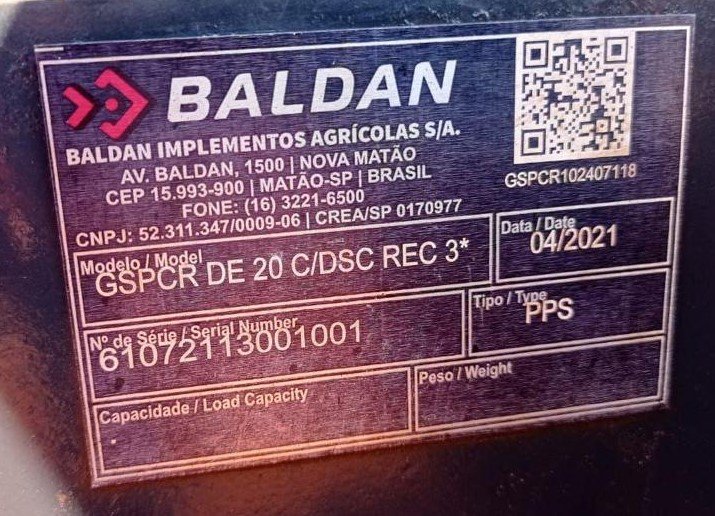 BALDAN
BALDAN IMPLEMENTOS AGRÍCOLAS S/A.
AV. BALDAN, 1500 | NOVA MATÃO
CEP 15.993-900 | MATÃO-SP | BRASIL
FONE: (16) 3221-6500
CNPJ: 52.311.347/0009-06 | CREA/SP 0170977
GSPCR102407118
Modelo / Model
GSPCR DE 20 C/DSC REC 3*
Data / Date
04/2021
Nº de Série / Serial Number
61072113001001
Tipo / Type
PPS
Capacidade / Load Capacity
.
Peso / Weight